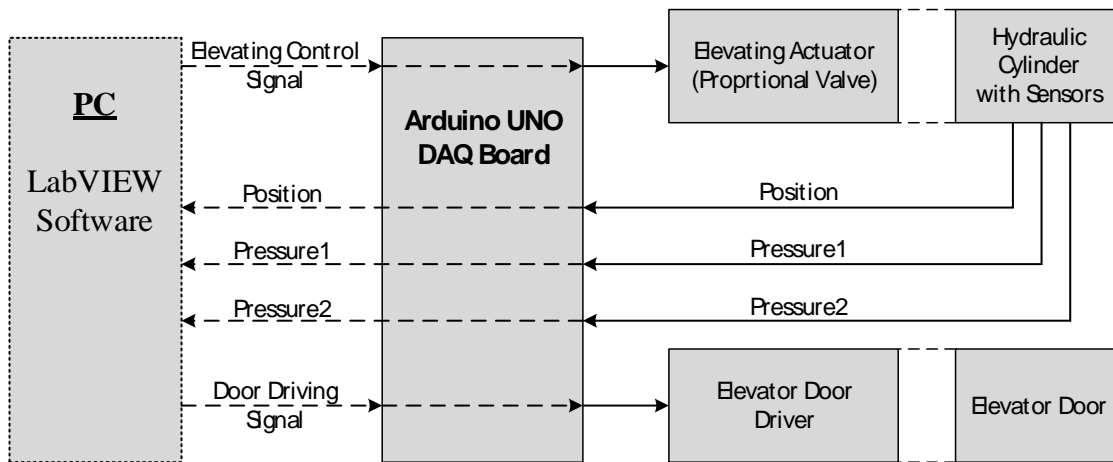 PC
LabVIEW
Software
Elevating Control
Signal
Position
Pressure1
Pressure2
Door Driving
Signal
Arduino UNO
DAQ Board
Elevating Actuator
(Proprtional Valve)
Hydraulic
Cylinder
with Sensors
Position
Pressure1
Pressure2
Elevator Door
Driver
Elevator Door